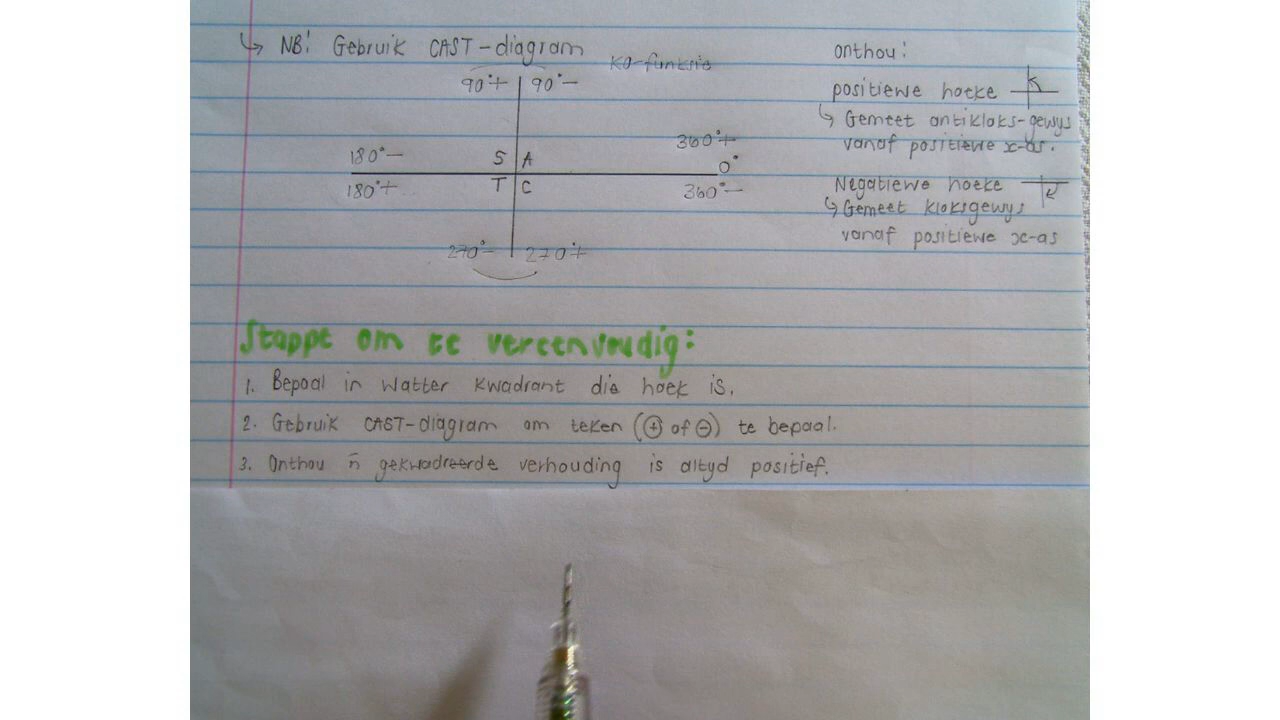 ↳ NB! Gebruik CAST-diagram
Ko-funksie
90°+ 90°-
360°+
180°- S A 0°
180°+ T C 360°-
270°- 270°+
onthou!
positiewe hoeke
↳ Gemeet antikloks-gewys
vanaf positiewe x-as.
Negatiewe hoeke
↳ Gemeet kloksgewys
vanaf positiewe x-as
Stappe om te vereenvoudig:
1. Bepaal in watter kwadrant die hoek is.
2. Gebruik CAST-diagram om teken (⊕ of ⊖) te bepaal.
3. Onthou ñ gekwadreerde verhouding is altyd positief.